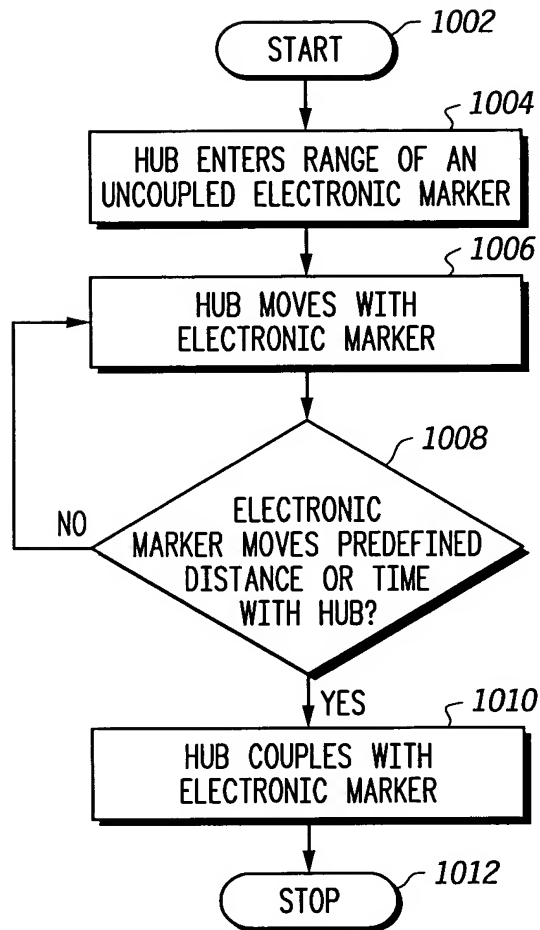 1002
START
1004
HUB ENTERS RANGE OF AN
UNCOUPLED ELECTRONIC MARKER
1006
HUB MOVES WITH
ELECTRONIC MARKER
1008
ELECTRONIC
MARKER MOVES PREDEFINED
DISTANCE OR TIME
WITH HUB?
NO
YES
1010
HUB COUPLES WITH
ELECTRONIC MARKER
STOP
1012